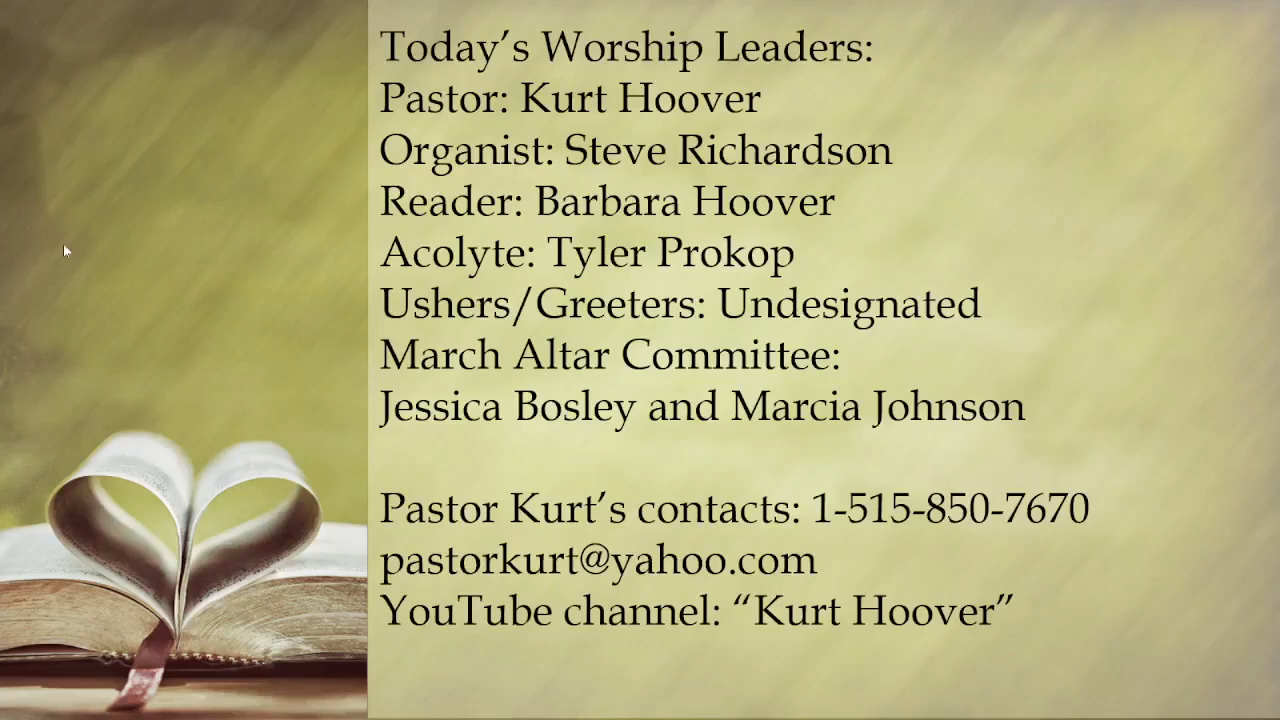 Today’s Worship Leaders:
Pastor: Kurt Hoover
Organist: Steve Richardson
Reader: Barbara Hoover
Acolyte: Tyler Prokop
Ushers/Greeters: Undesignated
March Altar Committee:
Jessica Bosley and Marcia Johnson
Pastor Kurt’s contacts: 1-515-850-7670
pastorkurt@yahoo.com
YouTube channel: “Kurt Hoover”